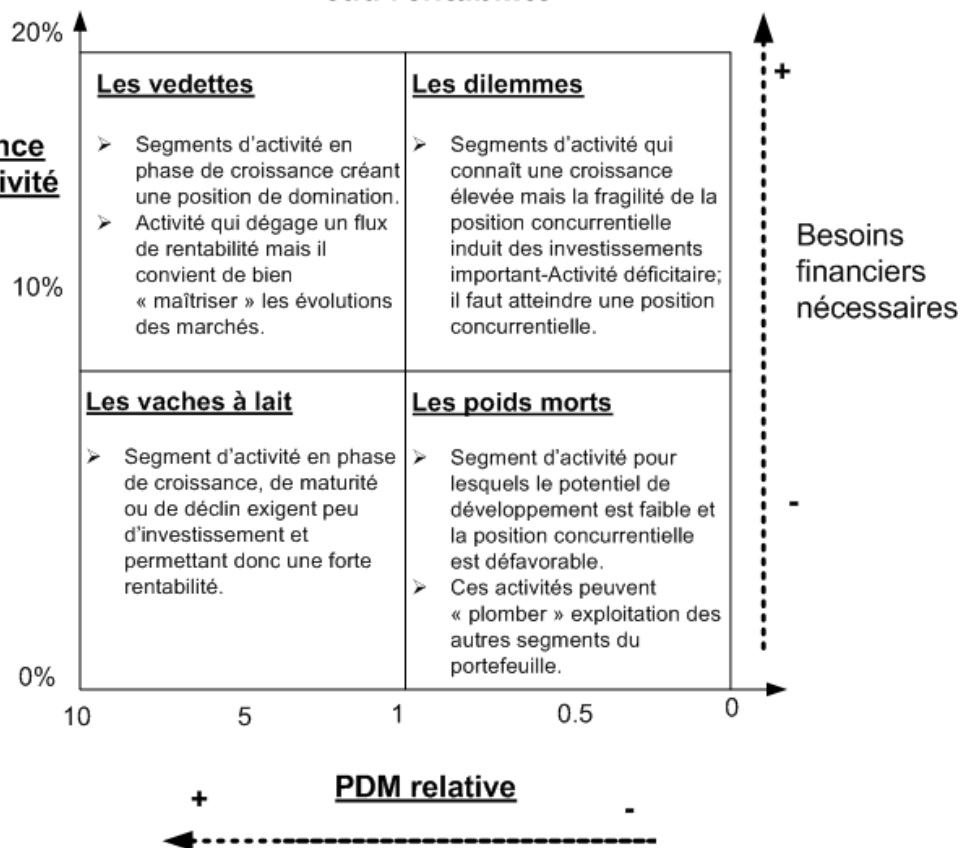 20%
Les vedettes
➢ Segments d'activité en
phase de croissance créant
une position de domination.
➢ Activité qui dégage un flux
de rentabilité mais il
convient de bien
« maîtriser » les évolutions
des marchés.
Les dilemmes
➢ Segments d'activité qui
connaît une croissance
élevée mais la fragilité de la
position concurrentielle
induit des investissements
important-Activité déficitaire;
il faut atteindre une position
concurrentielle.
+
10%
Besoins
financiers
nécessaires
Les vaches à lait
➢ Segment d'activité en phase
de croissance, de maturité
ou de déclin exigent peu
d'investissement et
permettant donc une forte
rentabilité.
Les poids morts
➢ Segment d'activité pour
lesquels le potentiel de
développement est faible et
la position concurrentielle
est défavorable.
➢ Ces activités peuvent
« plomber » exploitation des
autres segments du
portefeuille.
-
0%
10 5 1 0.5 0
PDM relative
+ -